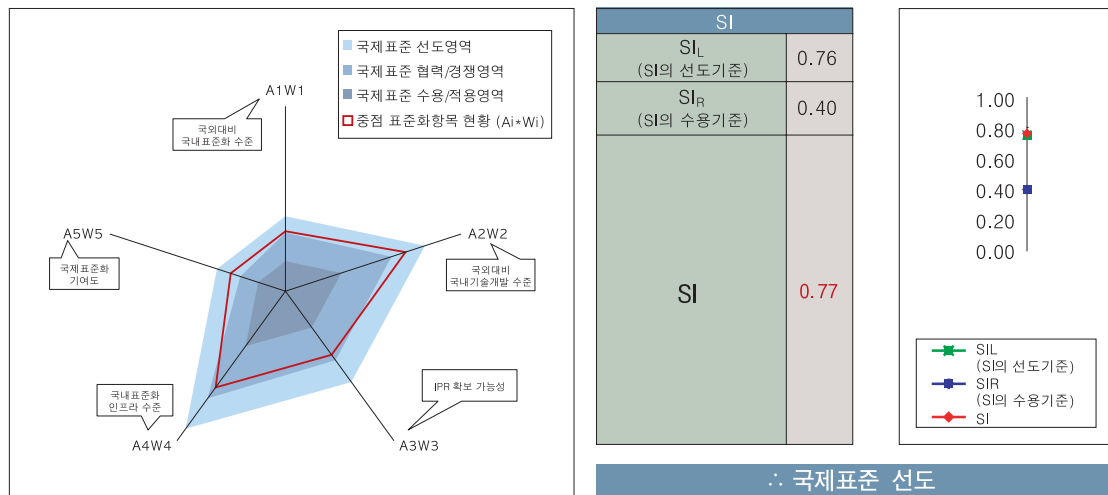 국제표준 선도영역
국제표준 협력/경쟁영역
국제표준 수용/적용영역
중점 표준화항목 현황 (Ai*Wi)
A1W1
국외대비
국내표준화 수준
A5W5
국제표준화
기여도
A2W2
국외대비
국내기술개발 수준
국내표준화
인프라 수준
A4W4
IPR 확보 가능성
A3W3
SI
SIL
(SI의 선도기준)
0.76
SIR
(SI의 수용기준)
0.40
SI
0.77
1.00
0.80
0.60
0.40
0.20
0.00
SIL
(SI의 선도기준)
SIR
(SI의 수용기준)
SI
∴ 국제표준 선도